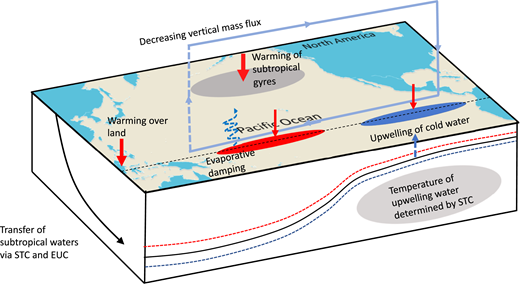 Decreasing vertical mass flux
North America
Warming of
subtropical
gyres
Warming over
land
Pacific Ocean
Upwelling of cold water
Evaporative
damping
Temperature of
upwelling water
determined by STC
Transfer of
subtropical waters
via STC and EUC